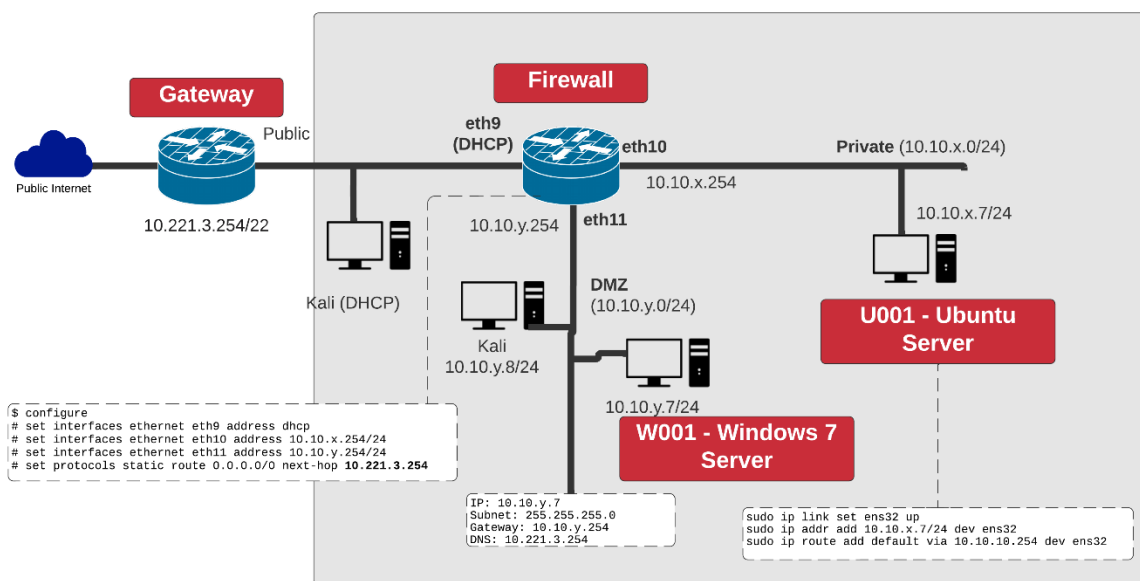 Gateway
Firewall
Public
eth9
(DHCP)
eth10
Private (10.10.x.0/24)
Public Internet
10.221.3.254/22
10.10.x.254
10.10.y.254
eth11
10.10.x.7/24
Kali (DHCP)
DMZ
(10.10.y.0/24)
Kali
10.10.y.8/24
U001 - Ubuntu
Server
10.10.y.7/24
W001 - Windows 7
Server
$ configure
# set interfaces ethernet eth9 address dhcp
# set interfaces ethernet eth10 address 10.10.x.254/24
# set interfaces ethernet eth11 address 10.10.y.254/24
# set protocols static route 0.0.0.0/0 next-hop 10.221.3.254
IP: 10.10.y.7
Subnet: 255.255.255.0
Gateway: 10.10.y.254
DNS: 10.221.3.254
sudo ip link set ens32 up
sudo ip addr add 10.10.x.7/24 dev ens32
sudo ip route add default via 10.10.10.254 dev ens32